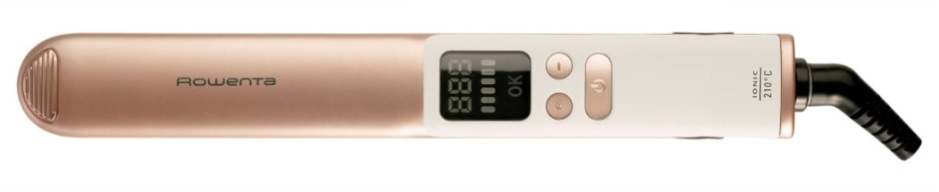 Rowenta
888
OK
IONIC
210°C